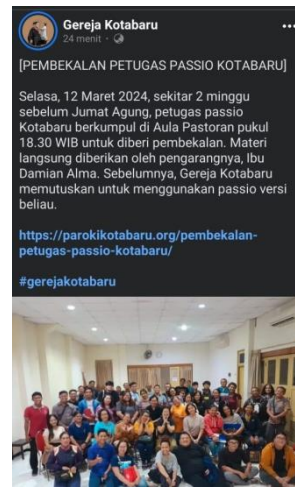 Gereja Kotabaru
24 menit ·
[PEMBEKALAN PETUGAS PASSIO KOTABARU]
Selasa, 12 Maret 2024, sekitar 2 minggu
sebelum Jumat Agung, petugas passio
Kotabaru berkumpul di Aula Pastoran pukul
18.30 WIB untuk diberi pembekalan. Materi
langsung diberikan oleh pengarangnya, Ibu
Damian Alma. Sebelumnya, Gereja Kotabaru
memutuskan untuk menggunakan passio versi
beliau.
https://parokikotabaru.org/pembekalan-
petugas-passio-kotabaru/
#gerejakotabaru